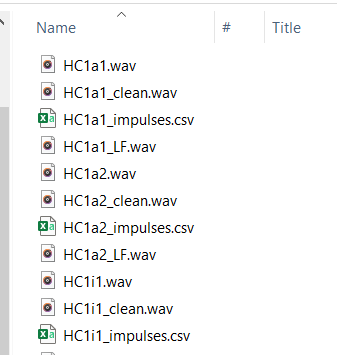 Name # Title
HC1a1.wav
HC1a1_clean.wav
HC1a1_impulses.csv
HC1a1_LF.wav
HC1a2.wav
HC1a2_clean.wav
HC1a2_impulses.csv
HC1a2_LF.wav
HC1i1.wav
HC1i1_clean.wav
HC1i1_impulses.csv